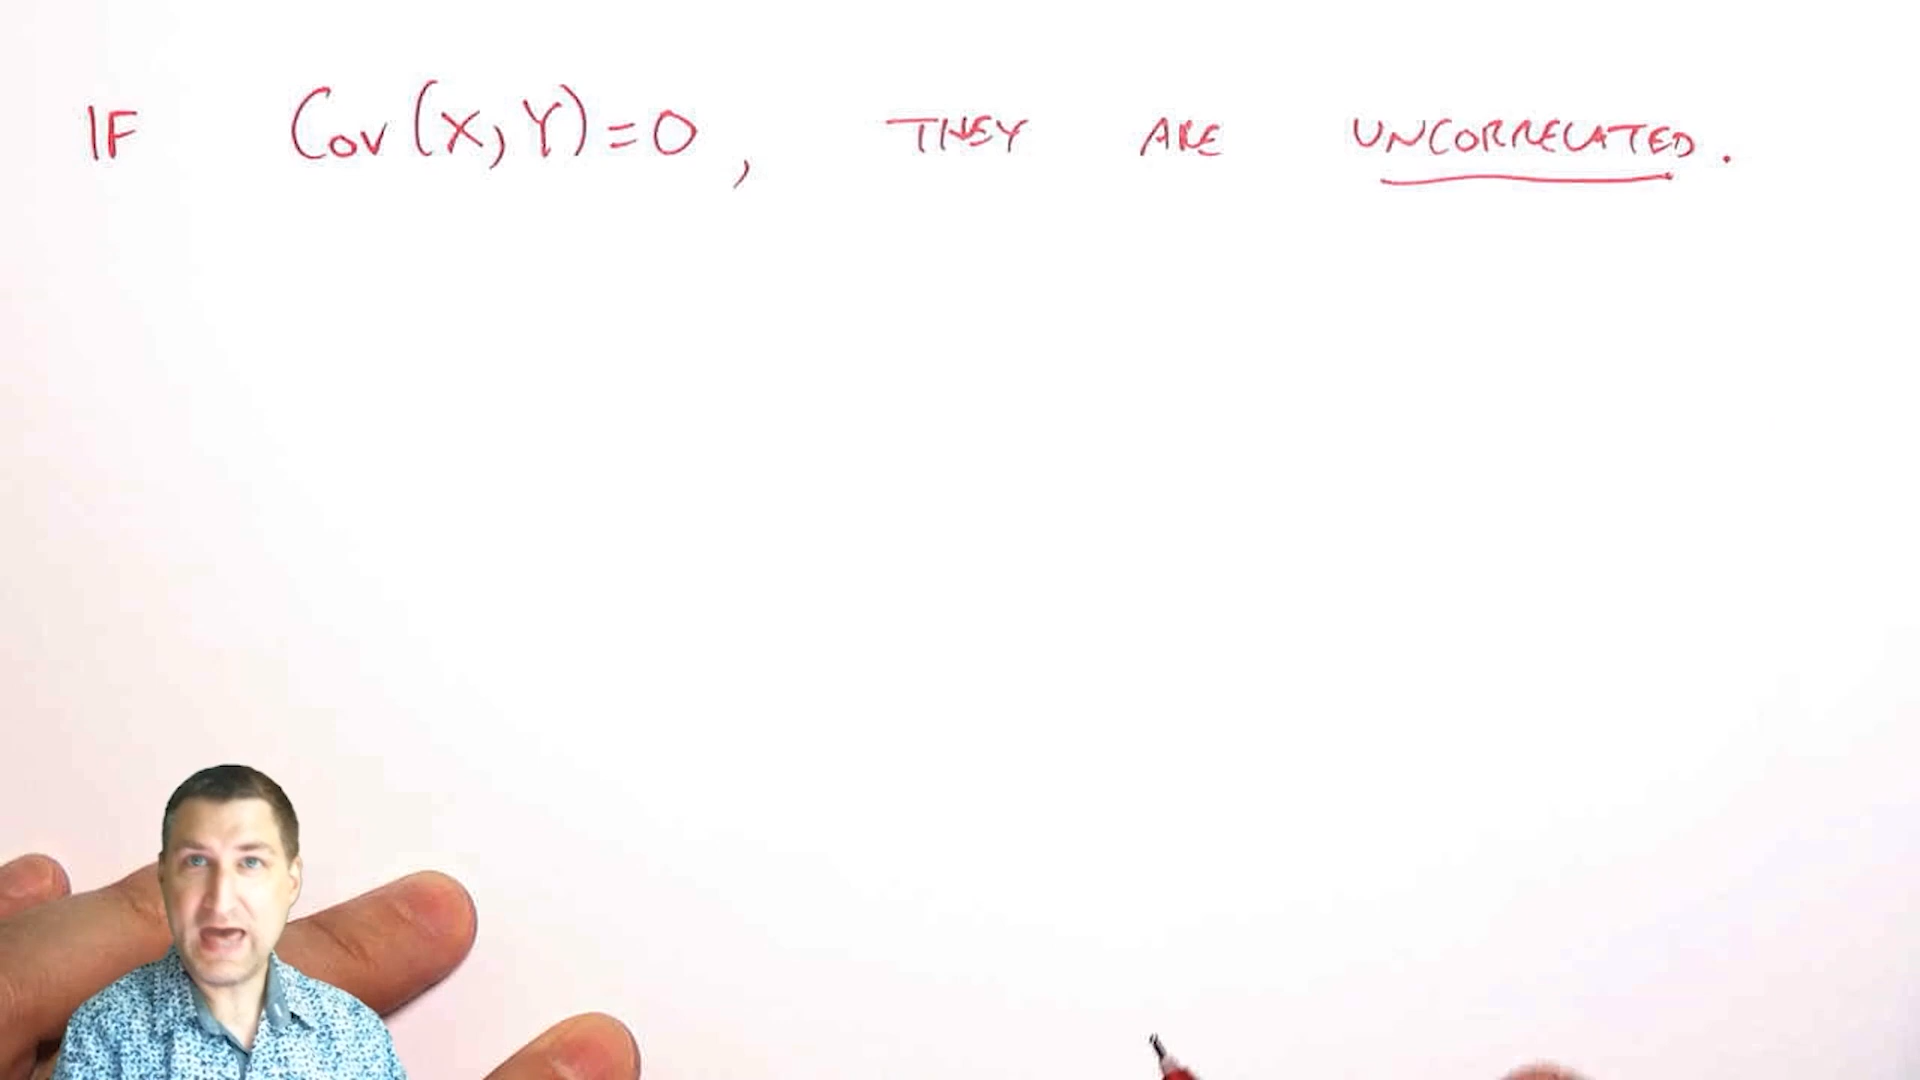 IF Cov(X,Y)=0, THEY ARE UNCORRELATED.